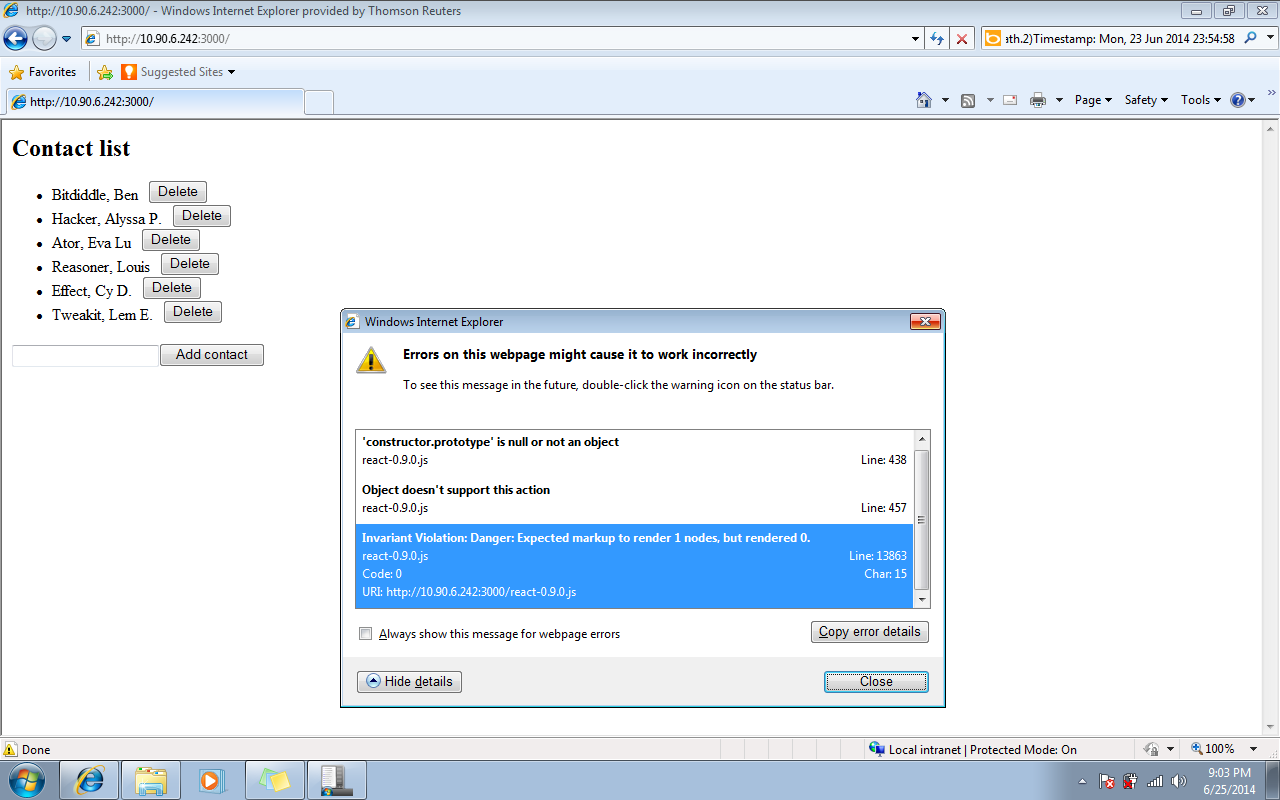 http://10.90.6.242:3000/ - Windows Internet Explorer provided by Thomson Reuters
http://10.90.6.242:3000/
ath.2)Timestamp: Mon, 23 Jun 2014 23:54:58
Favorites
Suggested Sites
http://10.90.6.242:3000/
Page
Safety
Tools
Contact list
Bitdiddle, Ben Delete
Hacker, Alyssa P. Delete
Ator, Eva Lu Delete
Reasoner, Louis Delete
Effect, Cy D. Delete
Tweakit, Lem E. Delete
Add contact
Windows Internet Explorer
Errors on this webpage might cause it to work incorrectly
To see this message in the future, double-click the warning icon on the status bar.
'constructor.prototype' is null or not an object
react-0.9.0.js Line: 438
Object doesn't support this action
react-0.9.0.js Line: 457
Invariant Violation: Danger: Expected markup to render 1 nodes, but rendered 0.
react-0.9.0.js Line: 13863
Code: 0 Char: 15
URI: http://10.90.6.242:3000/react-0.9.0.js
Always show this message for webpage errors
Copy error details
Hide details
Close
Done
Local intranet | Protected Mode: On
100%
9:03 PM
6/25/2014